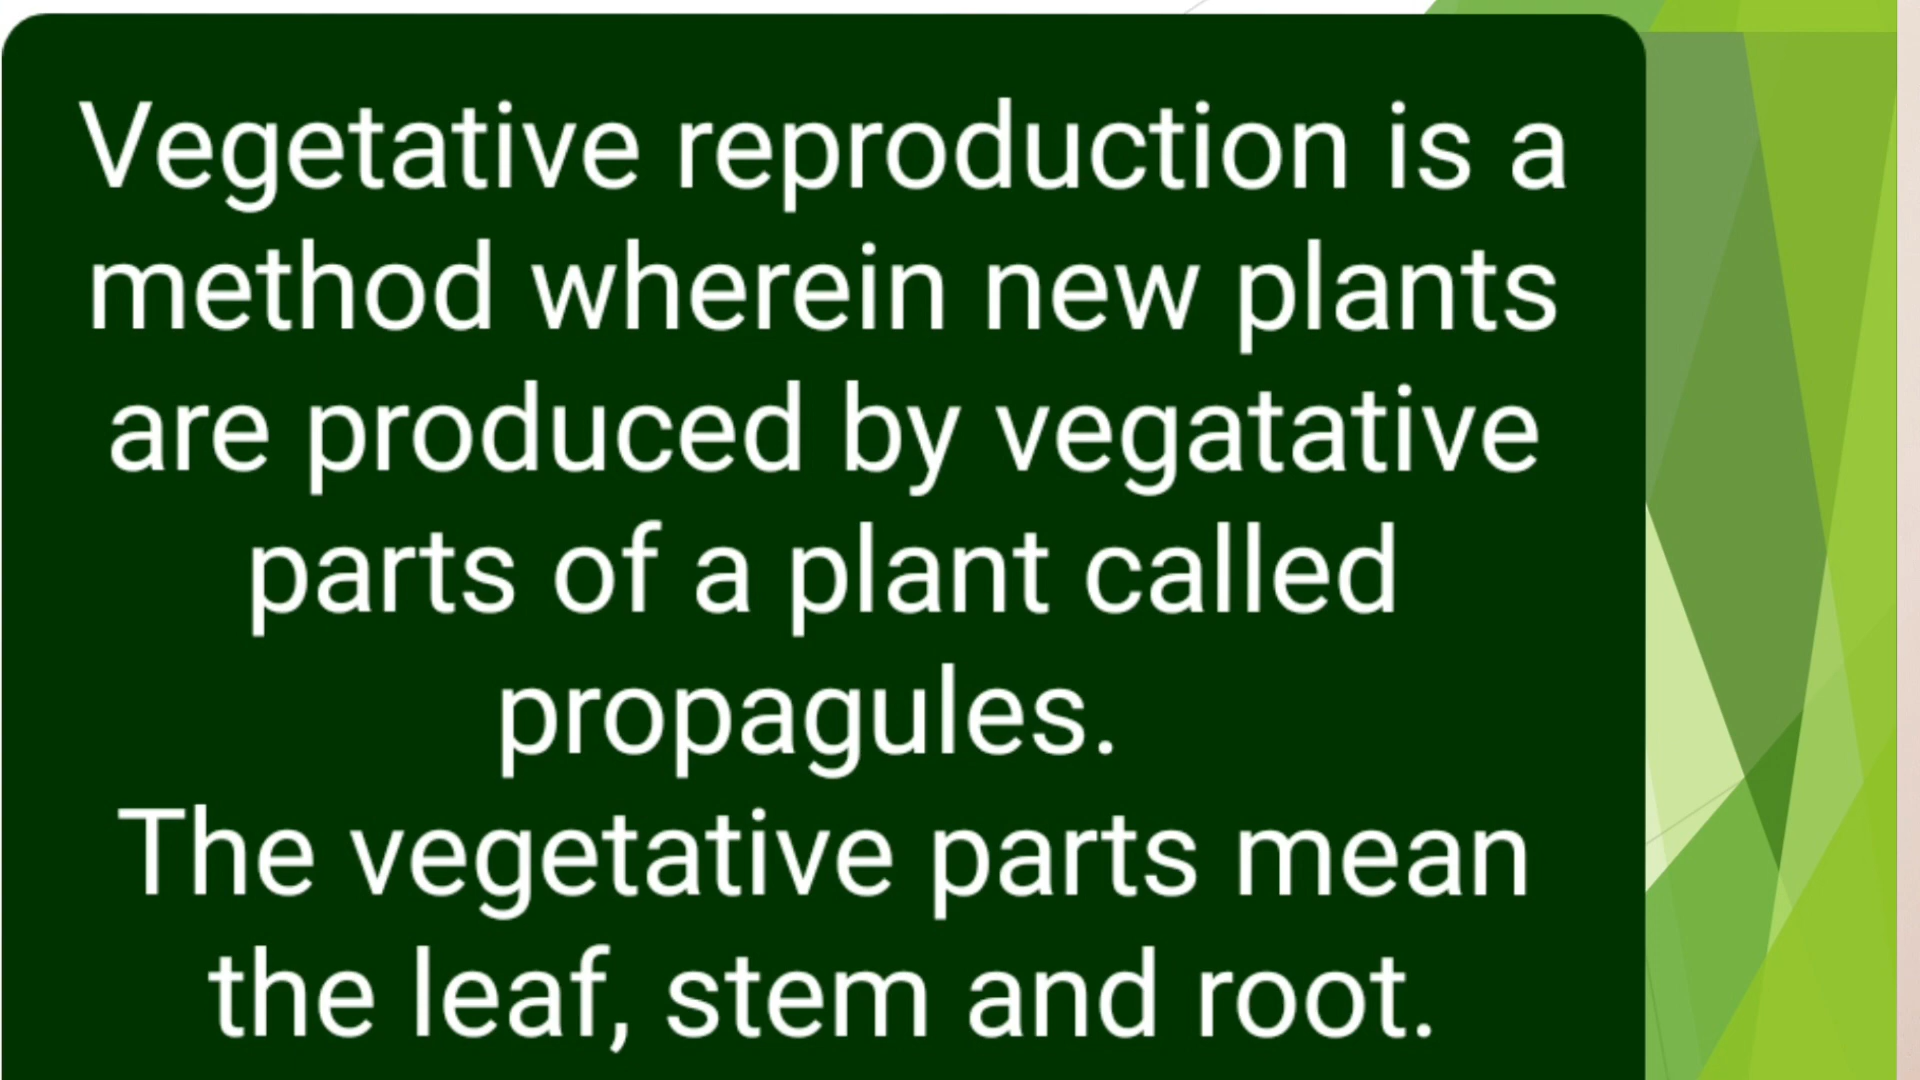 Vegetative reproduction is a
method wherein new plants
are produced by vegatative
parts of a plant called
propagules.
The vegetative parts mean
the leaf, stem and root.